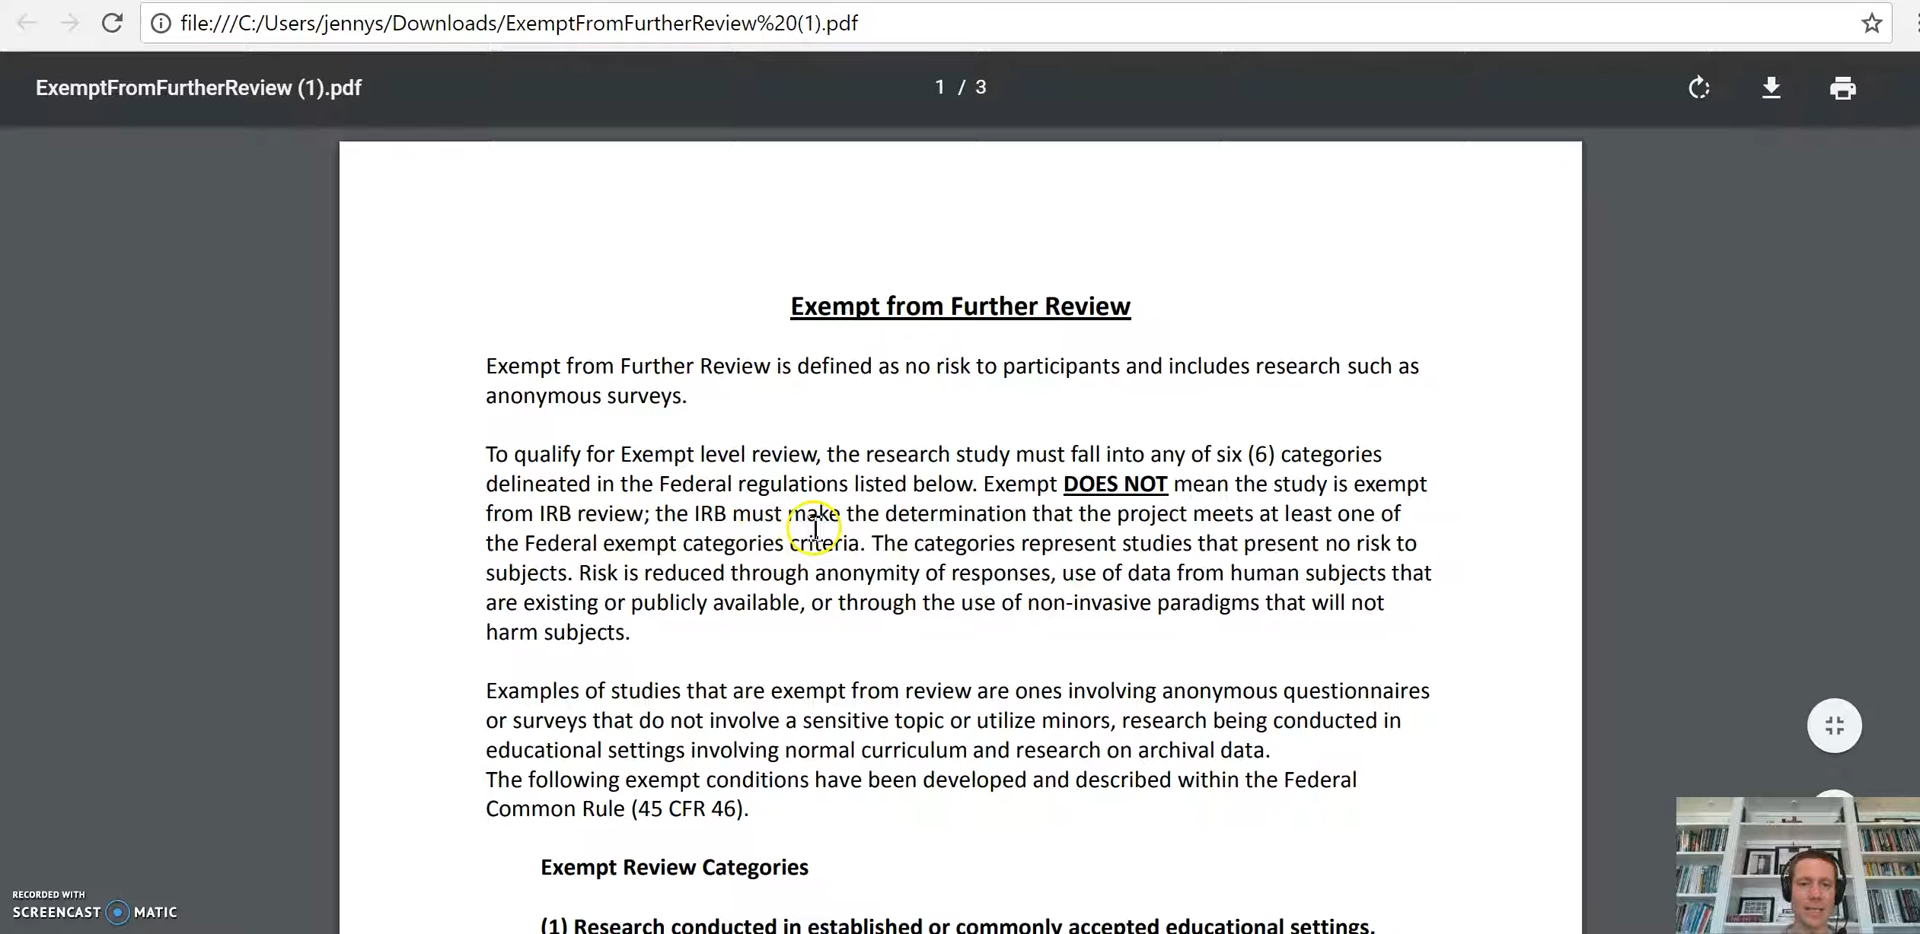 file:///C:/Users/jennys/Downloads/ExemptFromFurtherReview%20(1).pdf
ExemptFromFurtherReview (1).pdf
1 / 3
Exempt from Further Review
Exempt from Further Review is defined as no risk to participants and includes research such as
anonymous surveys.
To qualify for Exempt level review, the research study must fall into any of six (6) categories
delineated in the Federal regulations listed below. Exempt DOES NOT mean the study is exempt
from IRB review; the IRB must make the determination that the project meets at least one of
the Federal exempt categories criteria. The categories represent studies that present no risk to
subjects. Risk is reduced through anonymity of responses, use of data from human subjects that
are existing or publicly available, or through the use of non-invasive paradigms that will not
harm subjects.
Examples of studies that are exempt from review are ones involving anonymous questionnaires
or surveys that do not involve a sensitive topic or utilize minors, research being conducted in
educational settings involving normal curriculum and research on archival data.
The following exempt conditions have been developed and described within the Federal
Common Rule (45 CFR 46).
Exempt Review Categories
(1) Research conducted in established or commonly accepted educational settings,
RECORDED WITH
SCREENCAST MATIC